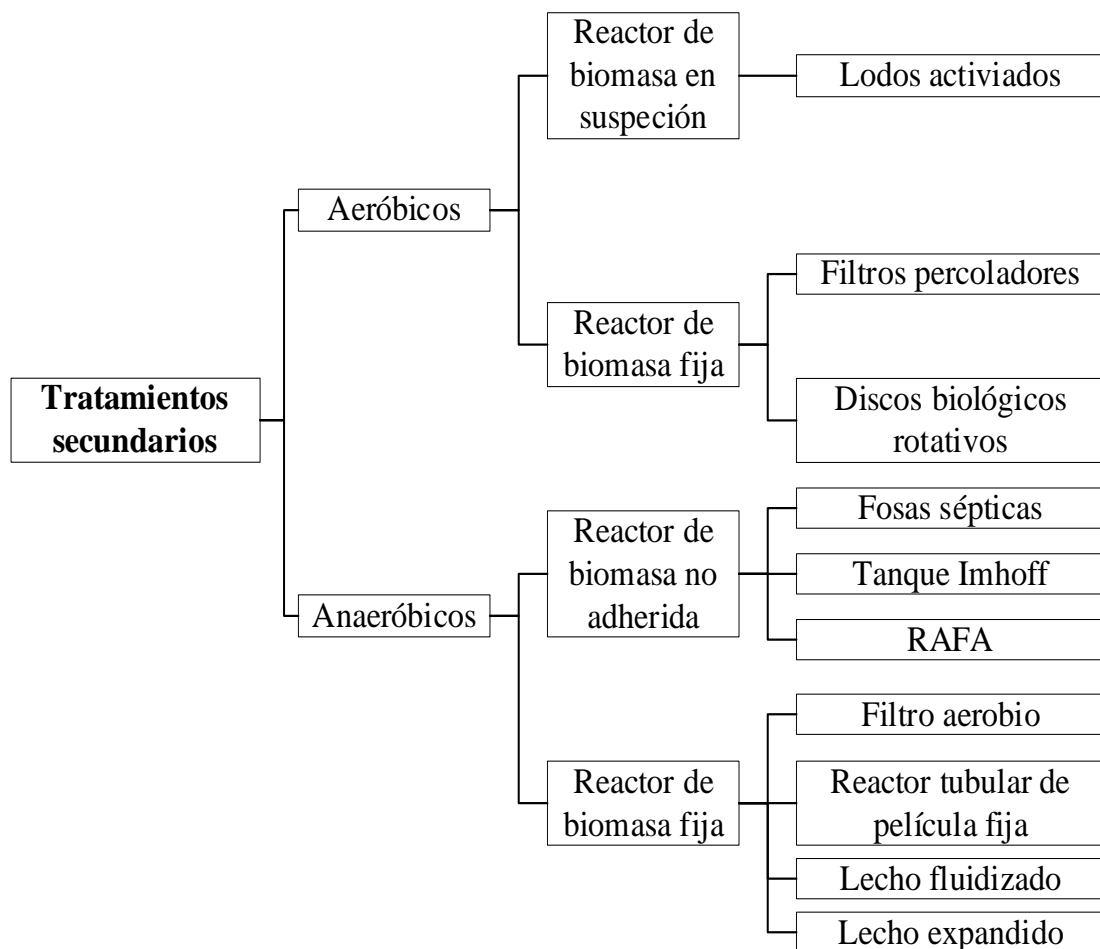 Tratamientos
secundarios
Aeróbicos
Reactor de
biomasa en
suspeción
Lodos activiados
Reactor de
biomasa fija
Filtros percoladores
Discos biológicos
rotativos
Anaeróbicos
Reactor de
biomasa no
adherida
Fosas sépticas
Tanque Imhoff
RAFA
Reactor de
biomasa fija
Filtro aerobio
Reactor tubular de
película fija
Lecho fluidizado
Lecho expandido